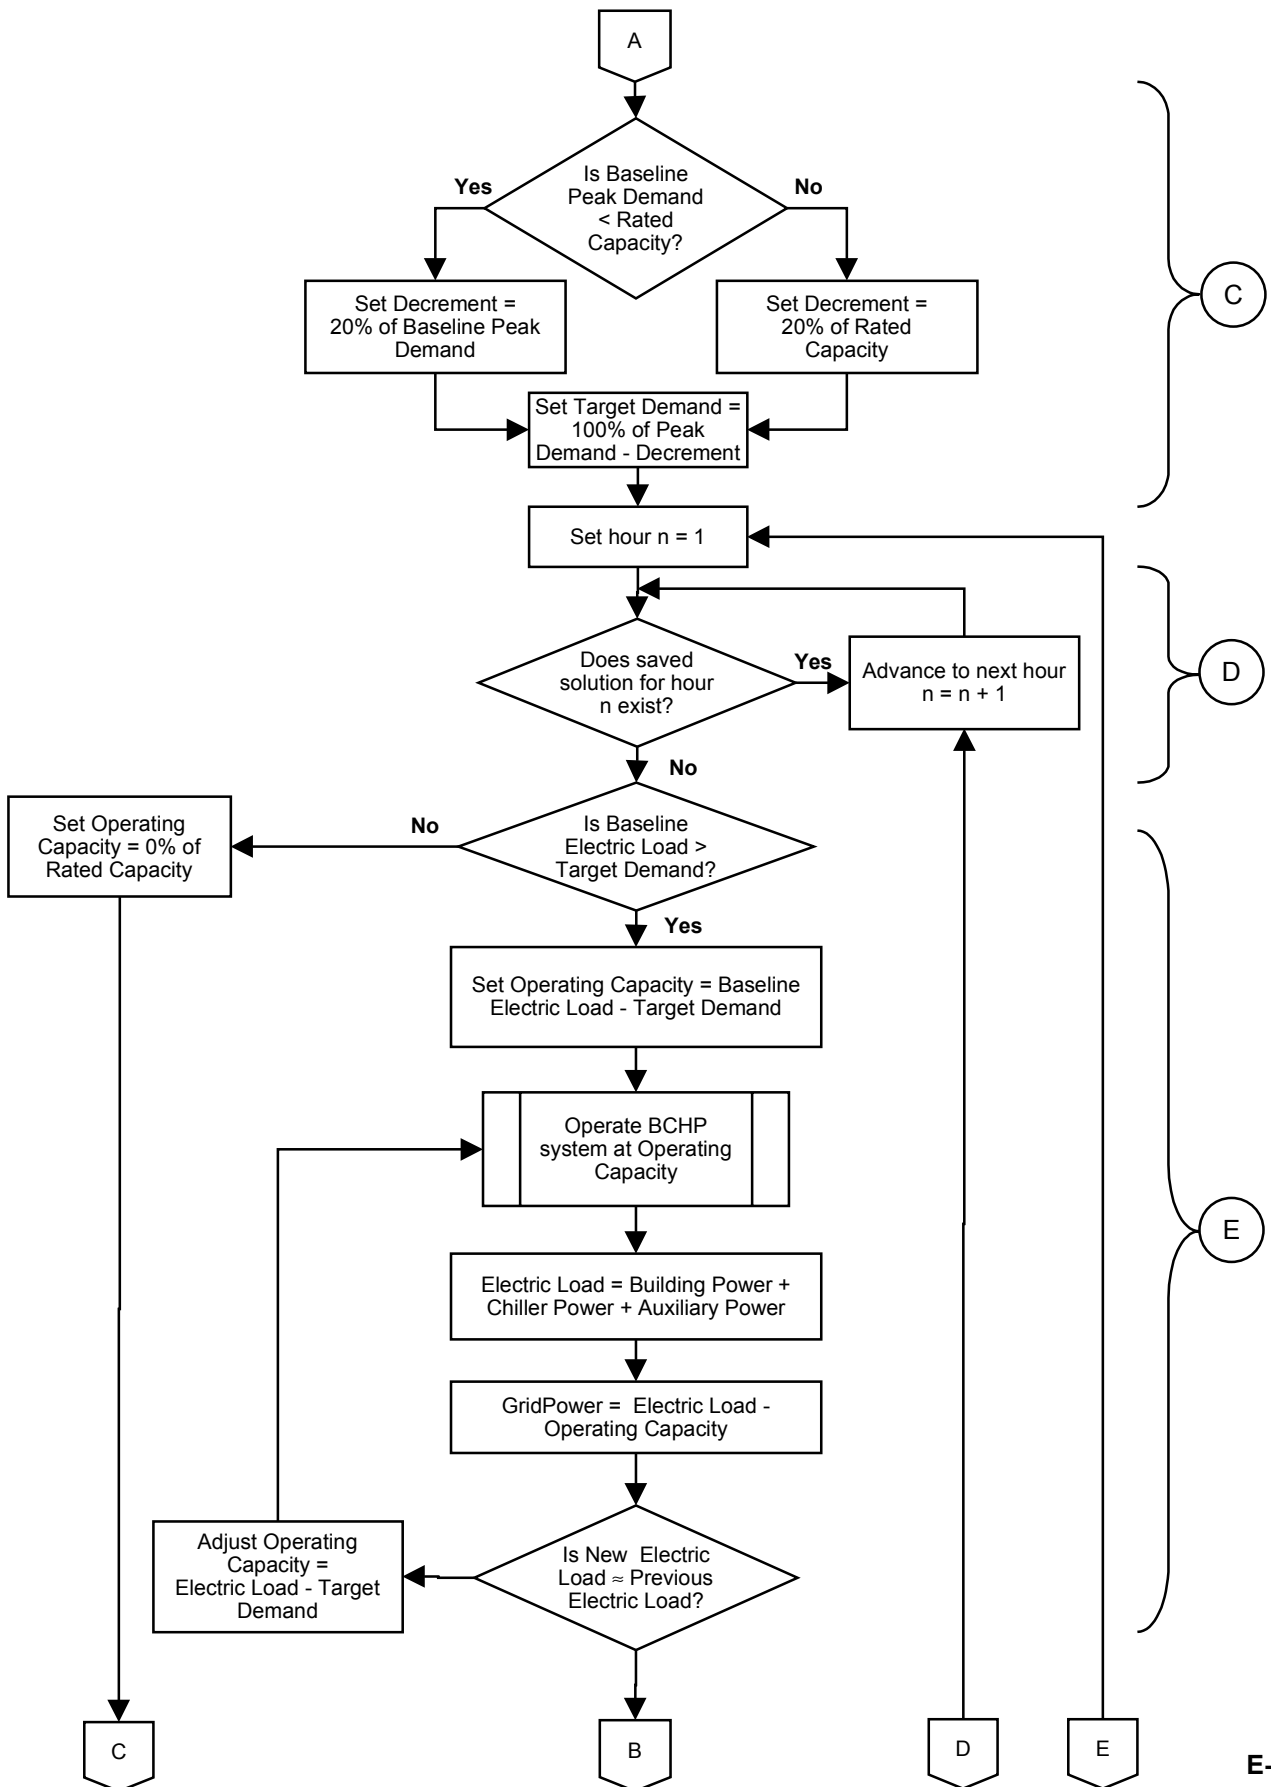 A
Is Baseline
Peak Demand
< Rated
Capacity?
Yes
No
Set Decrement =
20% of Baseline Peak
Demand
Set Decrement =
20% of Rated
Capacity
C
Set Target Demand =
100% of Peak
Demand - Decrement
Set hour n = 1
Does saved
solution for hour
n exist?
Yes
Advance to next hour
n = n + 1
D
No
Set Operating
Capacity = 0% of
Rated Capacity
No
Is Baseline
Electric Load >
Target Demand?
Yes
Set Operating Capacity = Baseline
Electric Load - Target Demand
Operate BCHP
system at Operating
Capacity
E
Electric Load = Building Power +
Chiller Power + Auxiliary Power
GridPower =  Electric Load -
Operating Capacity
Adjust Operating
Capacity =
Electric Load - Target
Demand
Is New  Electric
Load ≈ Previous
Electric Load?
C
B
D
E
E-